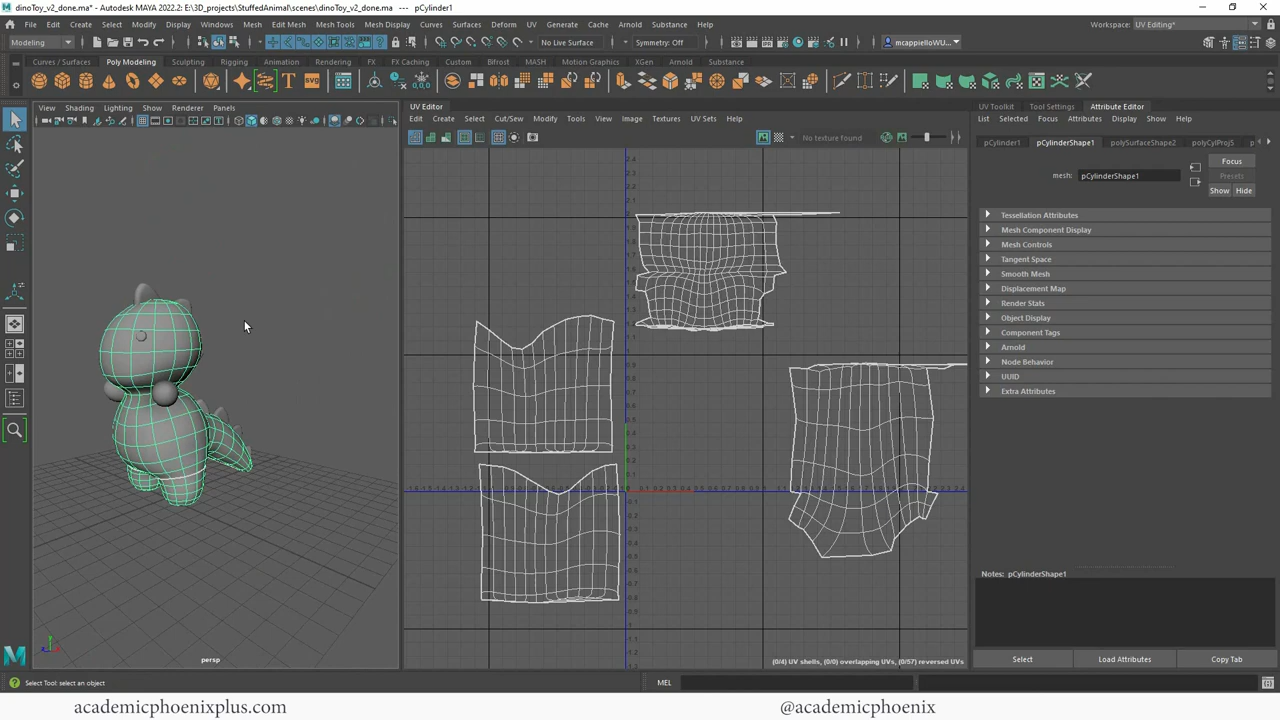 dinoToy_v2_done.ma* - Autodesk MAYA 2022.2: E:\3D_projects\StuffedAnimal\scenes\dinoToy_v2_done.ma --- pCylinder1
File Edit Create Select Modify Display Windows Mesh Edit Mesh Mesh Tools Mesh Display Curves Surfaces Deform UV Generate Cache Arnold Substance Help
Workspace: UV Editing*
Modeling No Live Surface Symmetry: Off mcappielloWU...
Curves / Surfaces Poly Modeling Sculpting Rigging Animation Rendering FX FX Caching Custom Bifrost MASH Motion Graphics XGen Arnold Substance
View Shading Lighting Show Renderer Panels
UV Editor
UV Toolkit Tool Settings Attribute Editor
Edit Create Select Cut/Sew Modify Tools View Image Textures UV Sets Help
List Selected Focus Attributes Display Show Help
No texture found
pCylinder1 pCylinderShape1 polySurfaceShape2 polyCylProj5
Focus
mesh: pCylinderShape1
Presets
Show Hide
Tessellation Attributes
Mesh Component Display
Mesh Controls
Tangent Space
Smooth Mesh
Displacement Map
Render Stats
Object Display
Component Tags
Arnold
Node Behavior
UUID
Extra Attributes
Notes: pCylinderShape1
persp
(0/4) UV shells, (0/0) overlapping UVs, (0/57) reversed UVs
Select Load Attributes Copy Tab
Select Tool: select an object
MEL
academicphoenixplus.com @academicphoenix